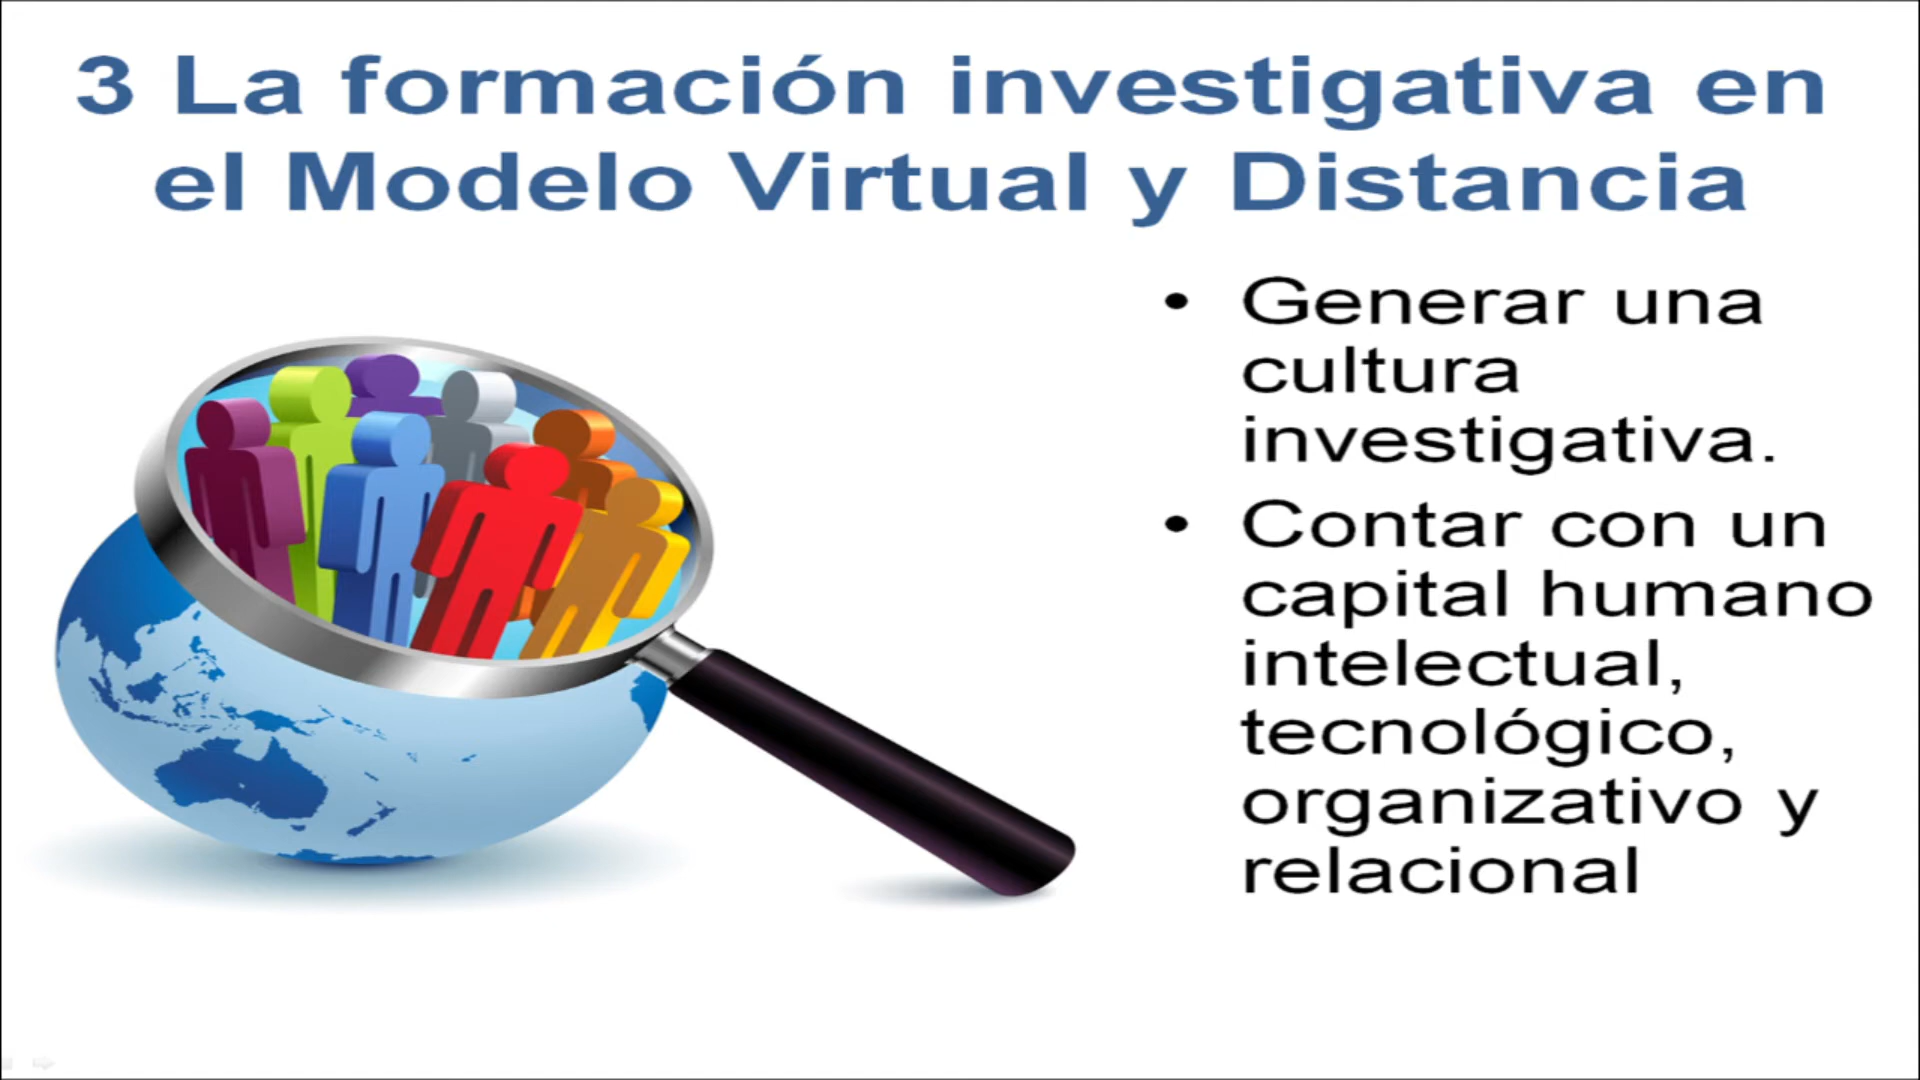 3 La formación investigativa en
el Modelo Virtual y Distancia
• Generar una
cultura
investigativa.
• Contar con un
capital humano
intelectual,
tecnológico,
organizativo y
relacional